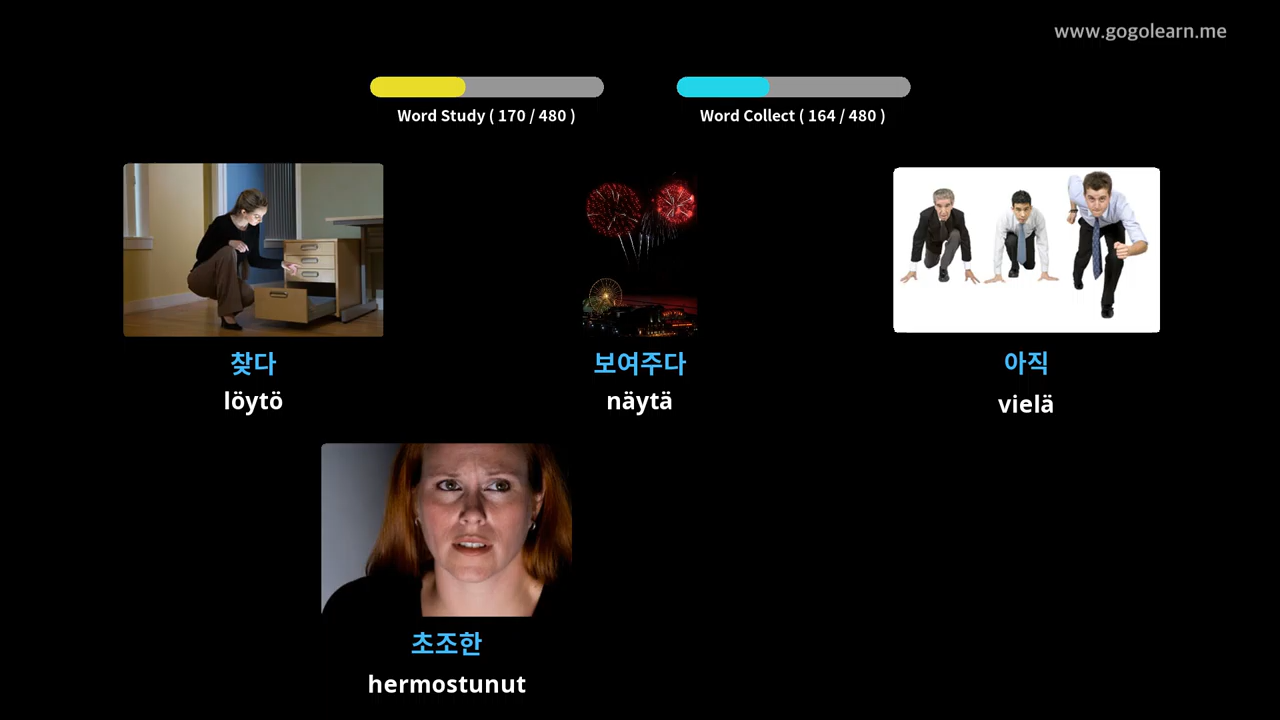 www.gogolearn.me
Word Study ( 170 / 480 )
Word Collect ( 164 / 480 )
찾다
löytö
보여주다
näytä
아직
vielä
초조한
hermostunut